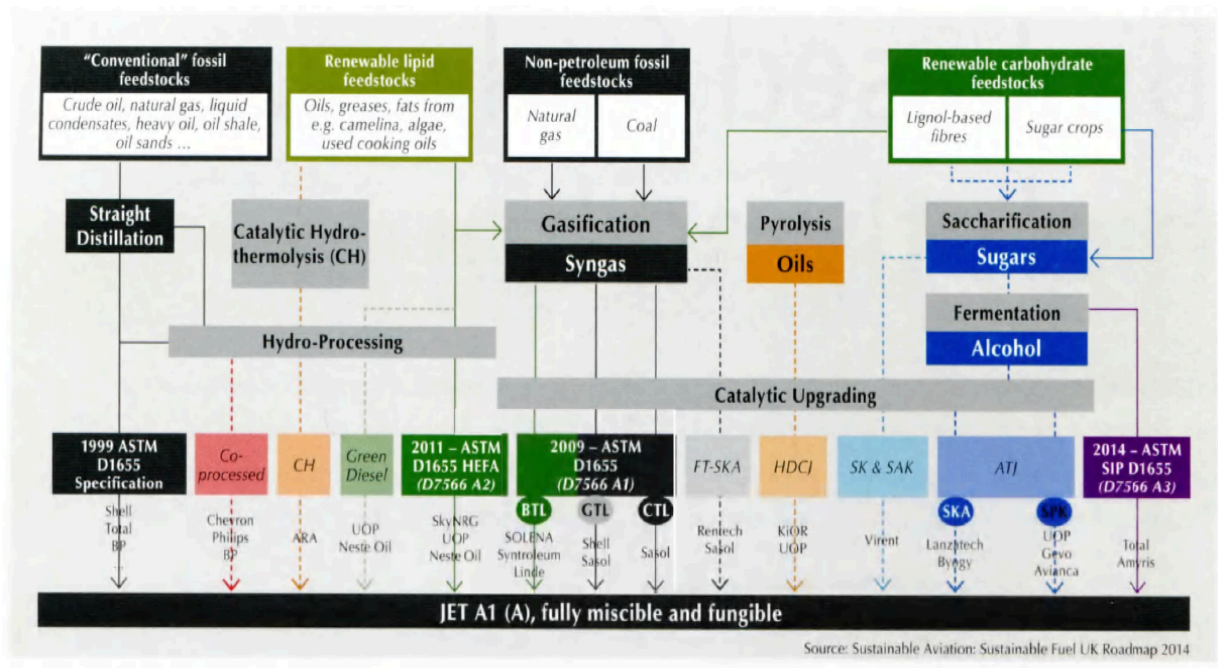 "Conventional" fossil
feedstocks
Crude oil, natural gas, liquid
condensates, heavy oil, oil shale,
oil sands ...
Renewable lipid
feedstocks
Oils, greases, fats from
e.g. camelina, algae,
used cooking oils
Non-petroleum fossil
feedstocks
Natural
gas
Coal
Renewable carbohydrate
feedstocks
Lignol-based
fibres
Sugar crops
Straight
Distillation
Catalytic Hydro-
thermolysis (CH)
Gasification
Syngas
Pyrolysis
Oils
Saccharification
Sugars
Fermentation
Alcohol
Hydro-Processing
Catalytic Upgrading
1999 ASTM
D1655
Specification
Co-
processed
CH
Green
Diesel
2011 – ASTM
D1655 HEFA
(D7566 A2)
2009 – ASTM
D1655
(D7566 A1)
FT-SKA
HDCJ
SK & SAK
ATJ
2014 – ASTM
SIP D1655
(D7566 A3)
BTL
GTL
CTL
SKA
SPK
Shell
Total
BP
...
Chevron
Philips
BP
ARA
UOP
Neste Oil
SkyNRG
UOP
Neste Oil
SOLENA
Syntroleum
Linde
Shell
Sasol
Sasol
Rentech
Sasol
KiOR
UOP
Virent
Lanzatech
Byogy
UOP
Gevo
Avianca
Total
Amyris
JET A1 (A), fully miscible and fungible
Source: Sustainable Aviation: Sustainable Fuel UK Roadmap 2014